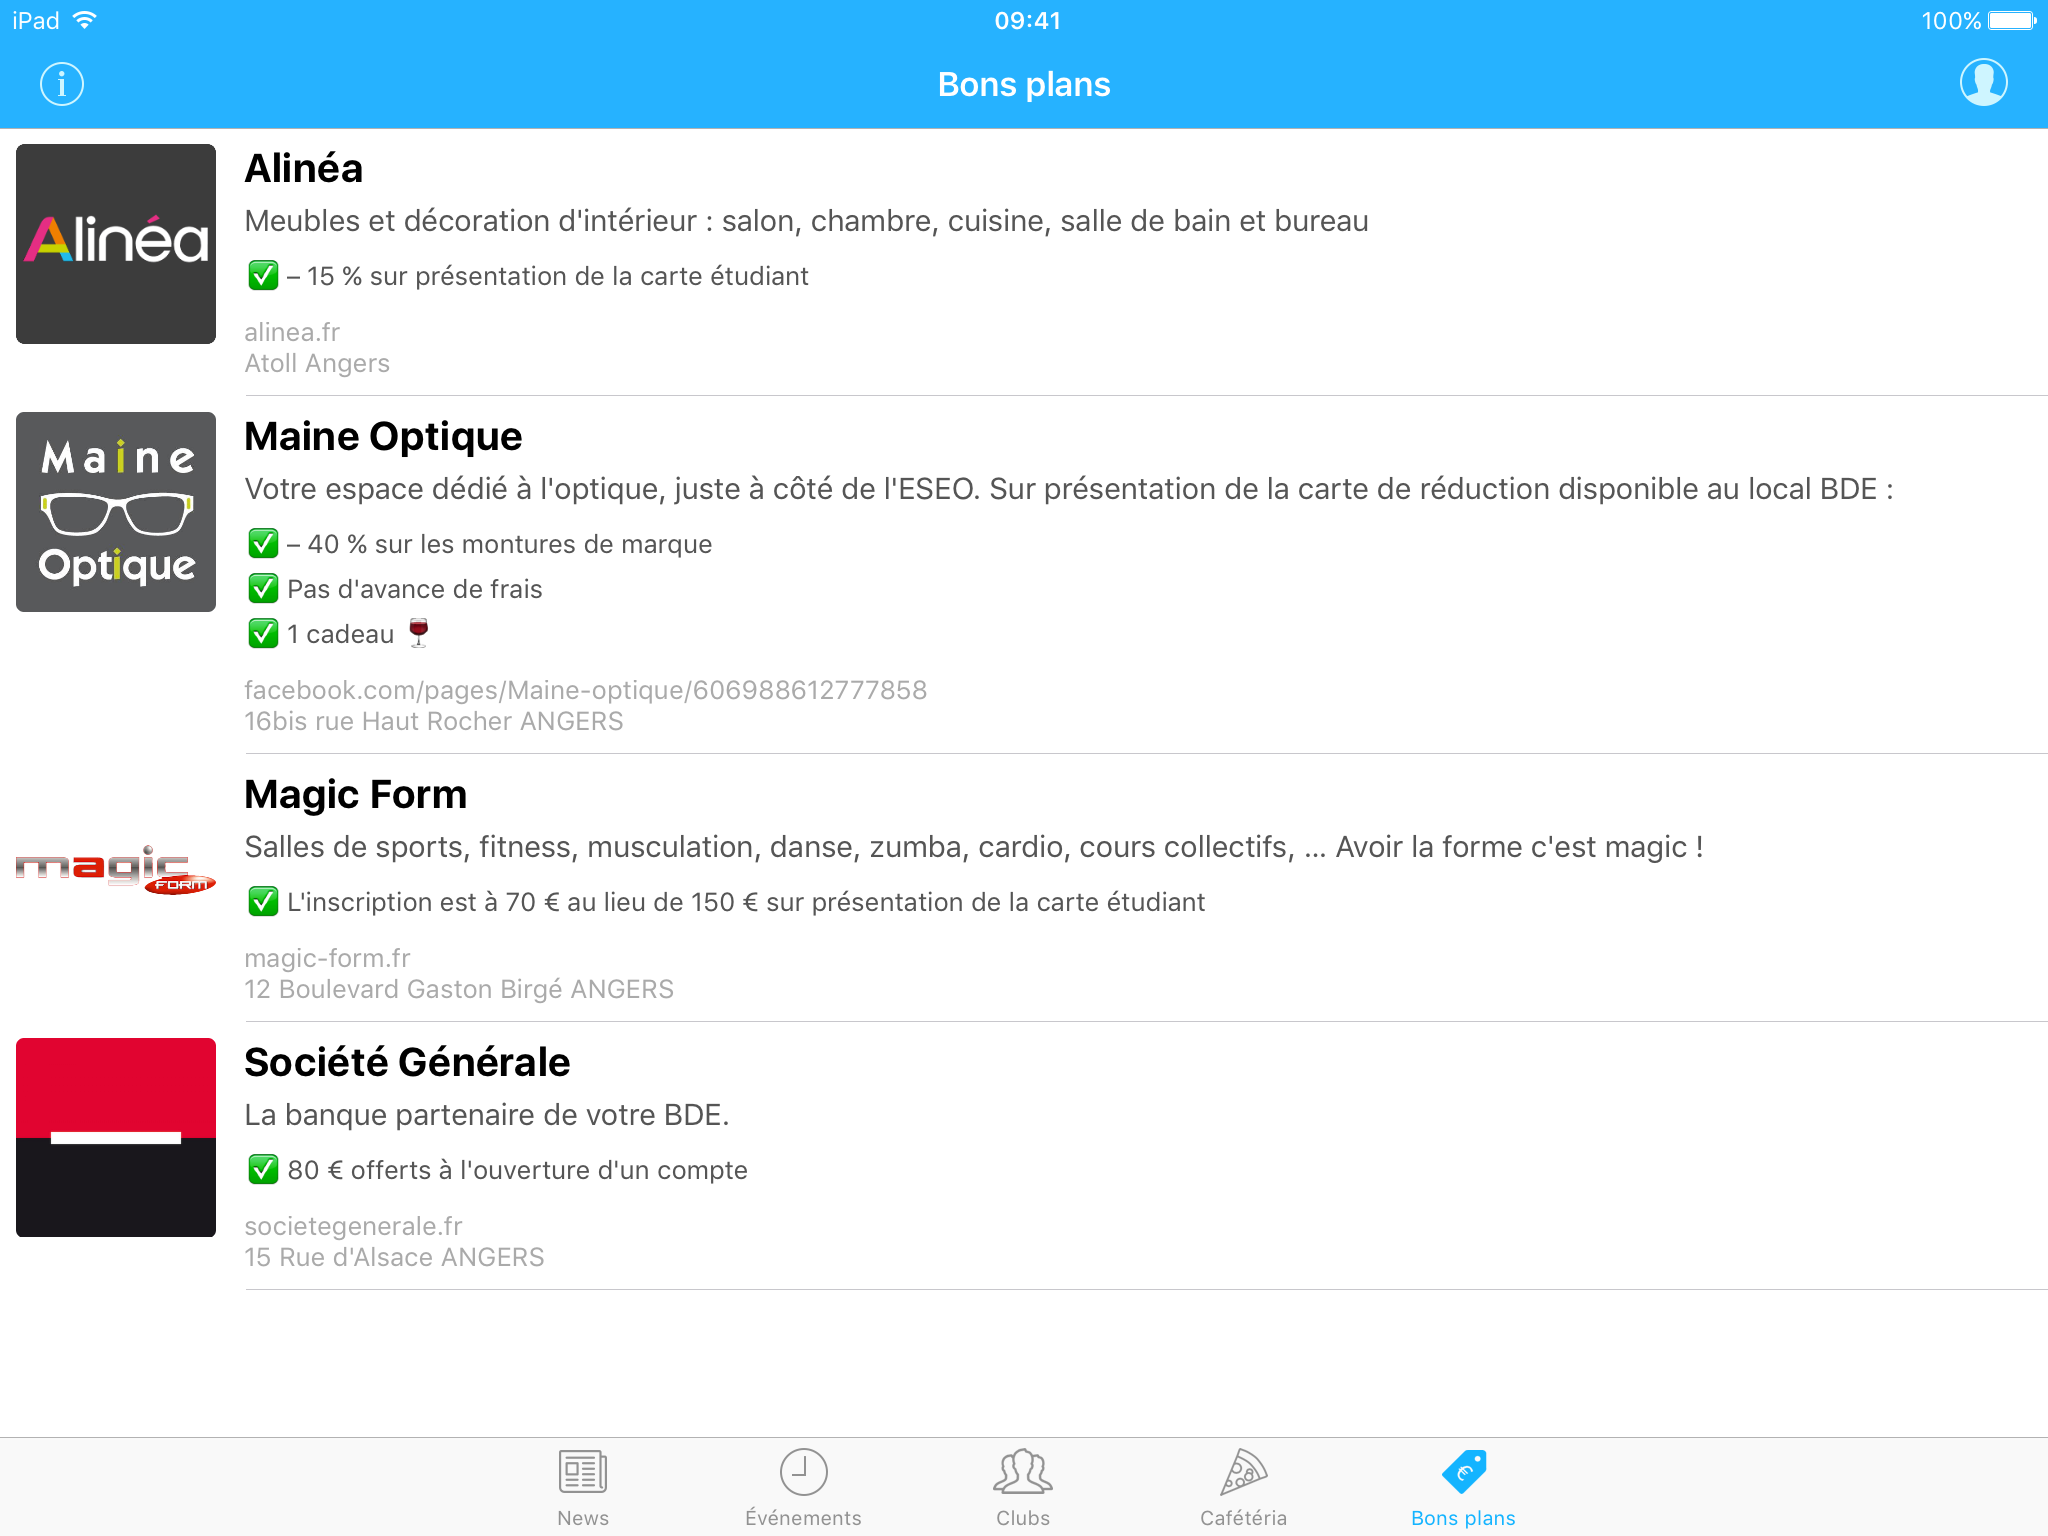 iPad 09:41 100%
i Bons plans
Alinéa
Alinéa
Meubles et décoration d'intérieur : salon, chambre, cuisine, salle de bain et bureau
✅ – 15 % sur présentation de la carte étudiant
alinea.fr
Atoll Angers
Maine
Optique
Maine Optique
Votre espace dédié à l'optique, juste à côté de l'ESEO. Sur présentation de la carte de réduction disponible au local BDE :
✅ – 40 % sur les montures de marque
✅ Pas d'avance de frais
✅ 1 cadeau 🍷
facebook.com/pages/Maine-optique/606988612777858
16bis rue Haut Rocher ANGERS
magic
FORM
Magic Form
Salles de sports, fitness, musculation, danse, zumba, cardio, cours collectifs, ... Avoir la forme c'est magic !
✅ L'inscription est à 70 € au lieu de 150 € sur présentation de la carte étudiant
magic-form.fr
12 Boulevard Gaston Birgé ANGERS
Société Générale
La banque partenaire de votre BDE.
✅ 80 € offerts à l'ouverture d'un compte
societegenerale.fr
15 Rue d'Alsace ANGERS
€
News Événements Clubs Cafétéria Bons plans